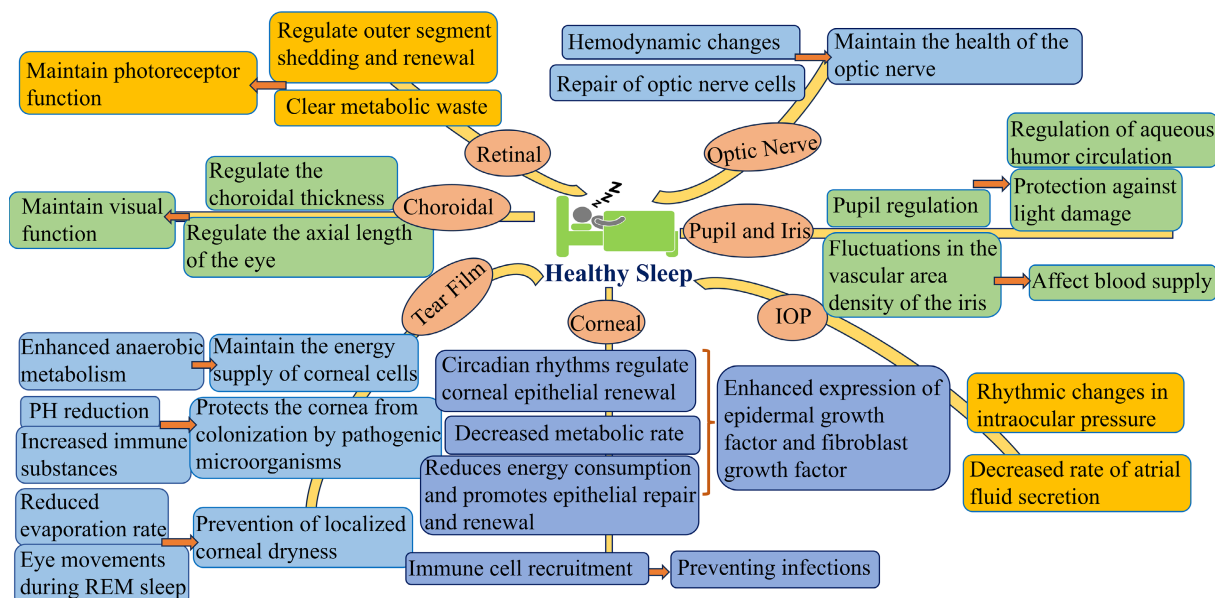 Regulate outer segment
shedding and renewal
Maintain photoreceptor
function
Clear metabolic waste
Retinal
Hemodynamic changes
Repair of optic nerve cells
Maintain the health of the
optic nerve
Optic Nerve
Regulate the
choroidal thickness
Maintain visual
function
Regulate the axial length
of the eye
Choroidal
z
z
z
z
Healthy Sleep
Pupil and Iris
Pupil regulation
Regulation of aqueous
humor circulation
Protection against
light damage
Fluctuations in the
vascular area
density of the iris
Affect blood supply
Tear Film
Enhanced anaerobic
metabolism
Maintain the energy
supply of corneal cells
PH reduction
Increased immune
substances
Protects the cornea from
colonization by pathogenic
microorganisms
Reduced
evaporation rate
Eye movements
during REM sleep
Prevention of localized
corneal dryness
Corneal
Circadian rhythms regulate
corneal epithelial renewal
Decreased metabolic rate
Reduces energy consumption
and promotes epithelial repair
and renewal
Enhanced expression of
epidermal growth
factor and fibroblast
growth factor
Immune cell recruitment
Preventing infections
IOP
Rhythmic changes in
intraocular pressure
Decreased rate of atrial
fluid secretion